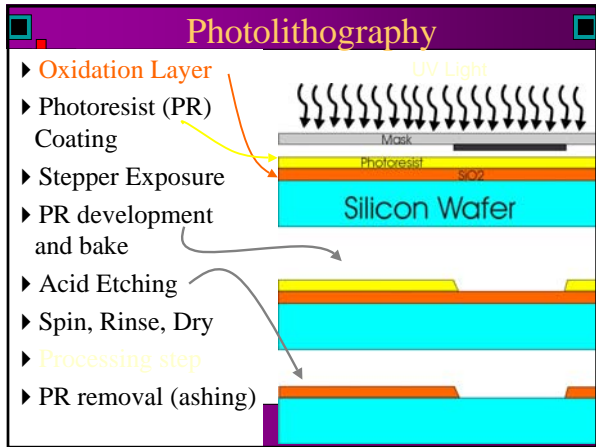 Photolithography
Oxidation Layer
Photoresist (PR)
Coating
Stepper Exposure
PR development
and bake
Acid Etching
Spin, Rinse, Dry
Processing step
PR removal (ashing)
UV Light
Mask
Photoresist
SiO2
Silicon Wafer